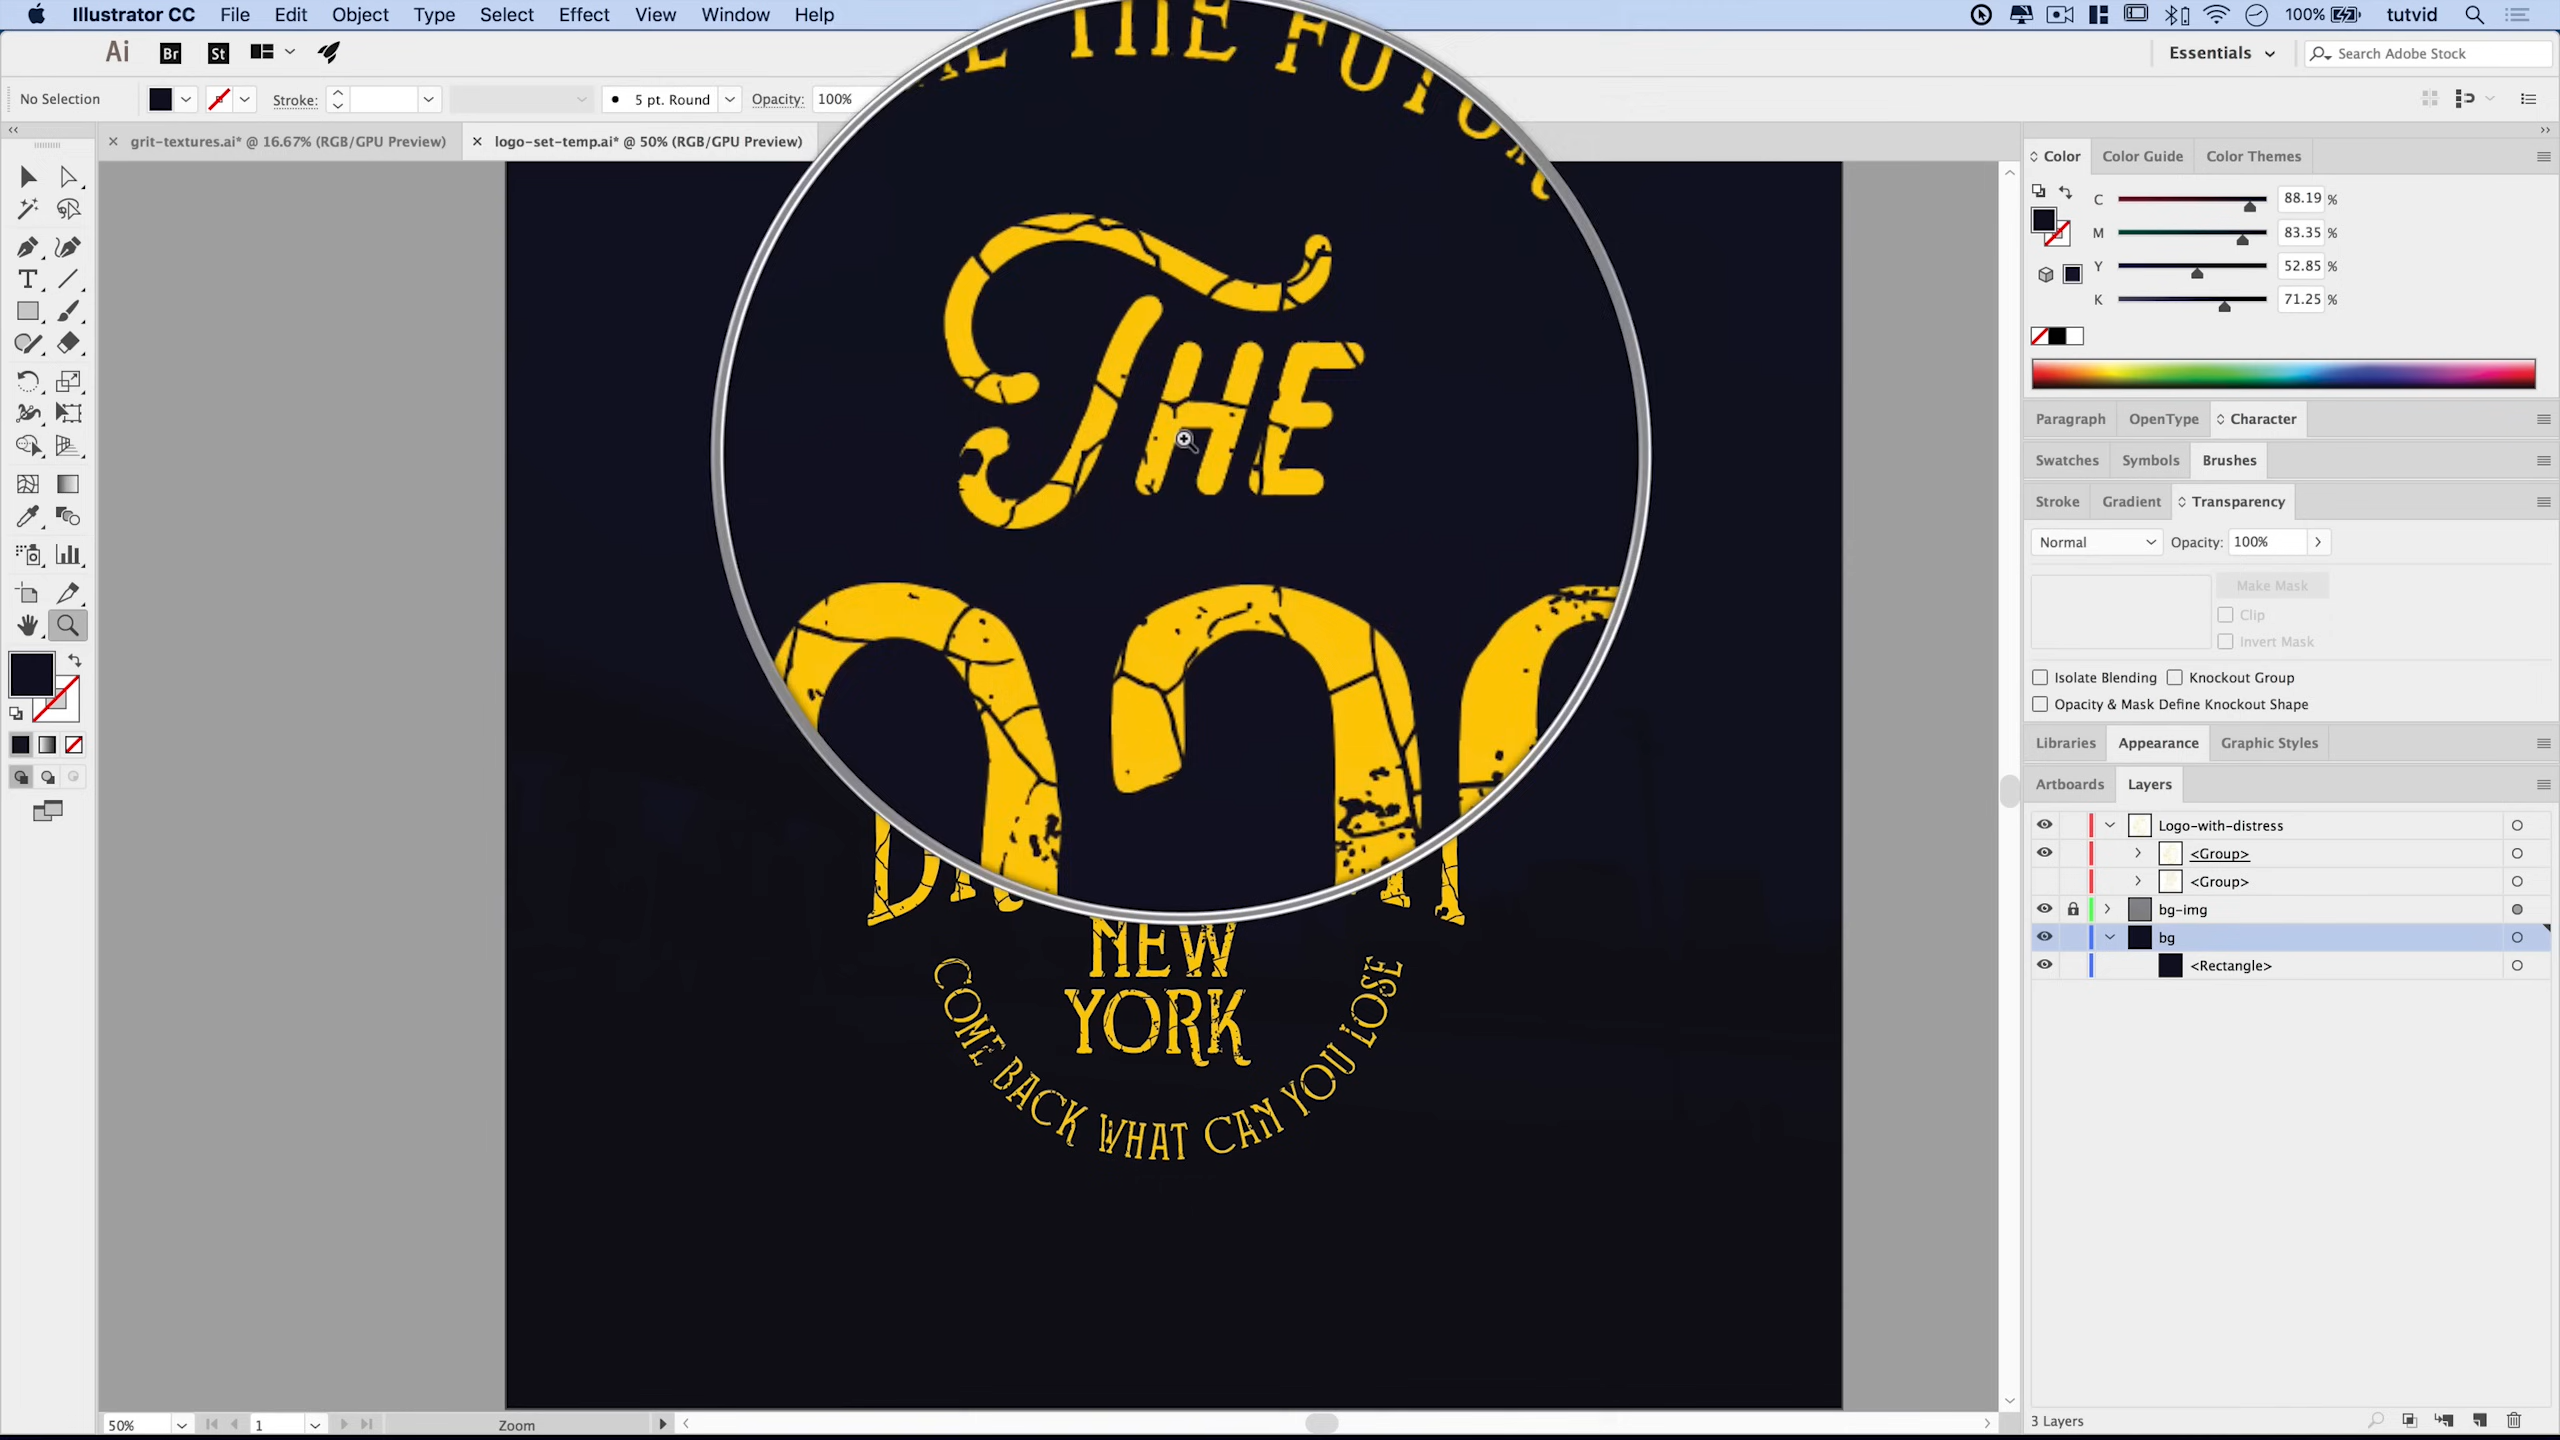 Illustrator CC File Edit Object Type Select Effect View Window Help 100% tutvid
Ai Br St Essentials Search Adobe Stock
No Selection Stroke: 5 pt. Round Opacity: 100%
grit-textures.ai* @ 16.67% (RGB/GPU Preview) logo-set-temp.ai* @ 50% (RGB/GPU Preview)
THE
THE
NEW
YORK
COME BACK WHAT CAN YOU LOSE
Color Color Guide Color Themes
C 88.19 %
M 83.35 %
Y 52.85 %
K 71.25 %
Paragraph OpenType Character
Swatches Symbols Brushes
Stroke Gradient Transparency
Normal Opacity: 100%
Make Mask
Clip
Invert Mask
Isolate Blending Knockout Group
Opacity & Mask Define Knockout Shape
Libraries Appearance Graphic Styles
Artboards Layers
Logo-with-distress
<Group>
<Group>
bg-img
bg
<Rectangle>
3 Layers
50% 1 Zoom